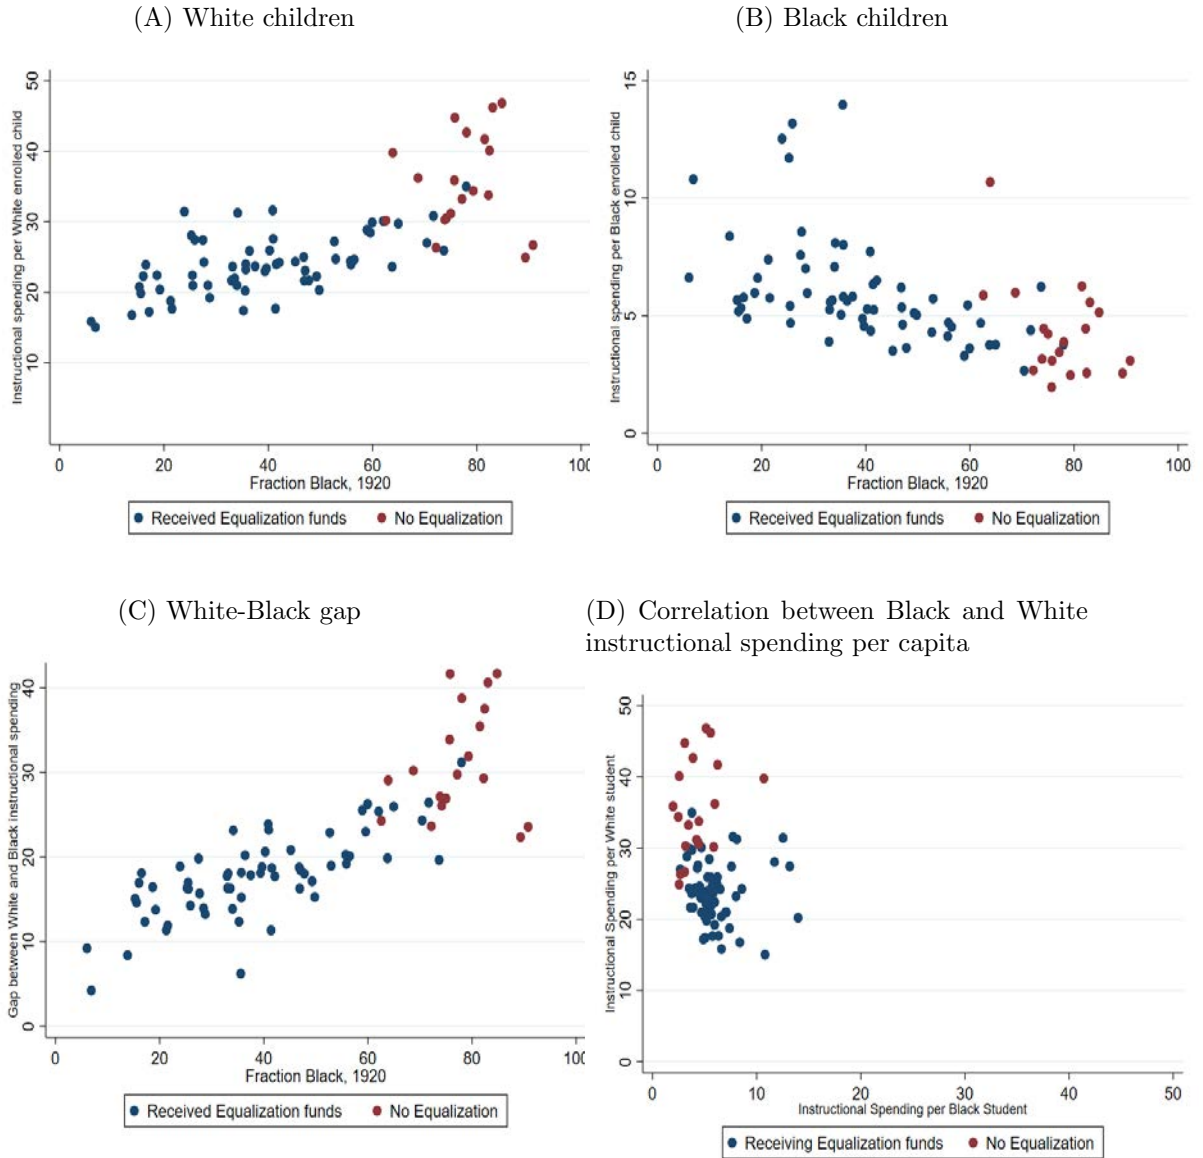 (A) White children
Instructional spending per White enrolled child
50
40
30
20
10
0
20
40
60
80
100
Fraction Black, 1920
Received Equalization funds
No Equalization
(B) Black children
Instructional spending per Black enrolled child
15
10
5
0
0
20
40
60
80
100
Fraction Black, 1920
Received Equalization funds
No Equalization
(C) White-Black gap
Gap between White and Black instructional spending
40
30
20
10
0
0
20
40
60
80
100
Fraction Black, 1920
Received Equalization funds
No Equalization
(D) Correlation between Black and White
instructional spending per capita
Instructional Spending per White student
50
40
30
20
10
0
0
10
20
30
40
50
Instructional Spending per Black Student
Receiving Equalization funds
No Equalization